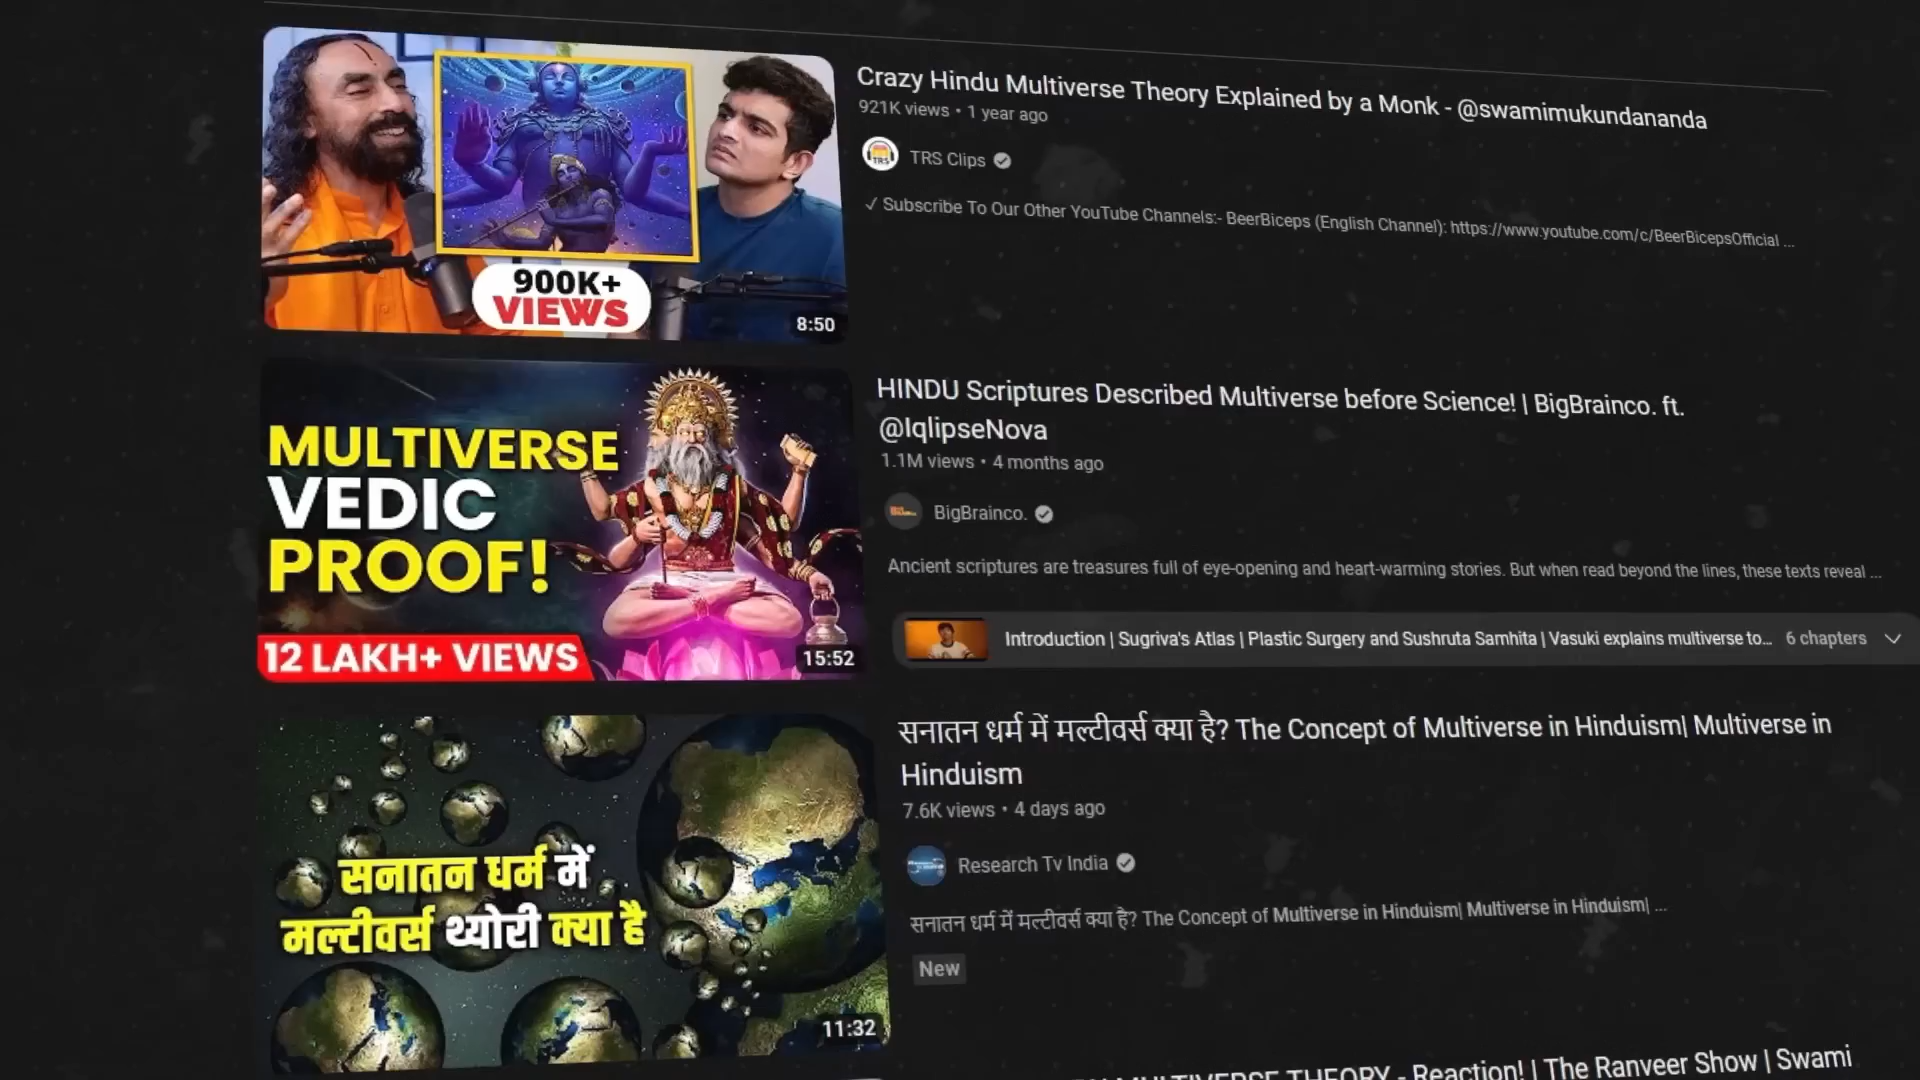 Crazy Hindu Multiverse Theory Explained by a Monk - @swamimukundananda
921K views • 1 year ago
TRS
TRS Clips
✓ Subscribe To Our Other YouTube Channels:- BeerBiceps (English Channel): https://www.youtube.com/c/BeerBicepsOfficial ...
900K+
VIEWS
8:50
HINDU Scriptures Described Multiverse before Science! | BigBrainco. ft.
@IqlipseNova
1.1M views • 4 months ago
BigBrainco.
Ancient scriptures are treasures full of eye-opening and heart-warming stories. But when read beyond the lines, these texts reveal ...
Introduction | Sugriva's Atlas | Plastic Surgery and Sushruta Samhita | Vasuki explains multiverse to... 6 chapters
MULTIVERSE
VEDIC
PROOF!
12 LAKH+ VIEWS
15:52
सनातन धर्म में मल्टीवर्स क्या है? The Concept of Multiverse in Hinduism| Multiverse in
Hinduism
7.6K views • 4 days ago
Research Tv India
सनातन धर्म में मल्टीवर्स क्या है? The Concept of Multiverse in Hinduism| Multiverse in Hinduism| ...
New
सनातन धर्म में
मल्टीवर्स थ्योरी क्या है
11:32
MULTIVERSE THEORY - Reaction! | The Ranveer Show | Swami